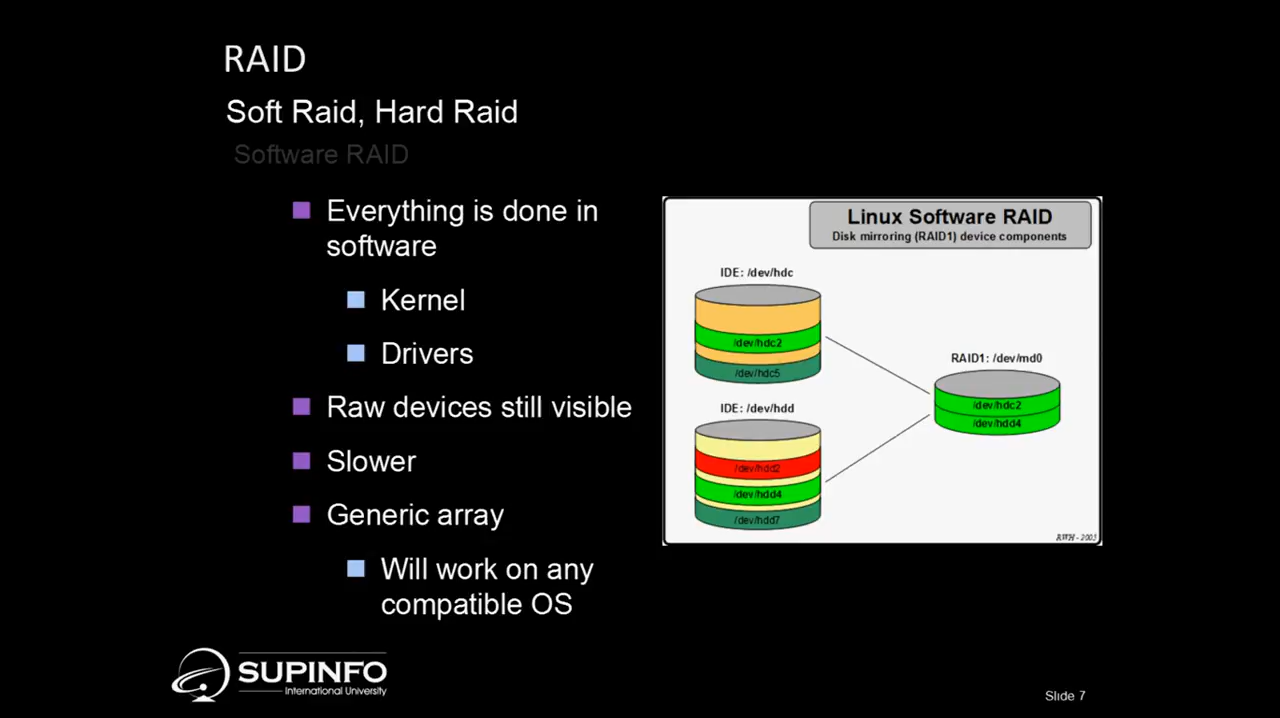 RAID
Soft Raid, Hard Raid
Software RAID
Everything is done in
software
Kernel
Drivers
Raw devices still visible
Slower
Generic array
Will work on any
compatible OS
Linux Software RAID
Disk mirroring (RAID1) device components
IDE: /dev/hdc
/dev/hdc2
/dev/hdc5
IDE: /dev/hdd
/dev/hdd2
/dev/hdd4
/dev/hdd7
RAID1: /dev/md0
/dev/hdc2
/dev/hdd4
RWH - 2003
SUPINFO
International University
Slide 7